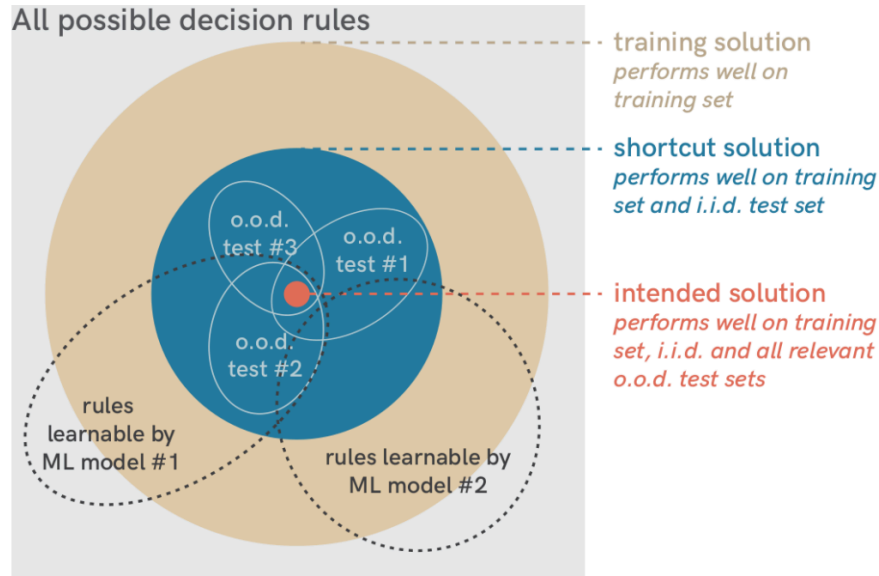 All possible decision rules
training solution
performs well on
training set
shortcut solution
performs well on training
set and i.i.d. test set
o.o.d.
test #3
o.o.d.
test #1
intended solution
performs well on training
set, i.i.d. and all relevant
o.o.d. test sets
o.o.d.
test #2
rules
learnable by
ML model #1
rules learnable by
ML model #2